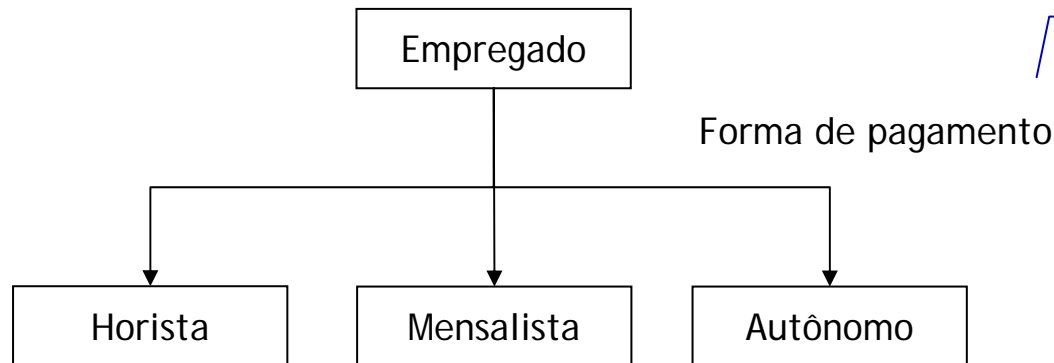 Empregado
Forma de pagamento
Horista
Mensalista
Autônomo